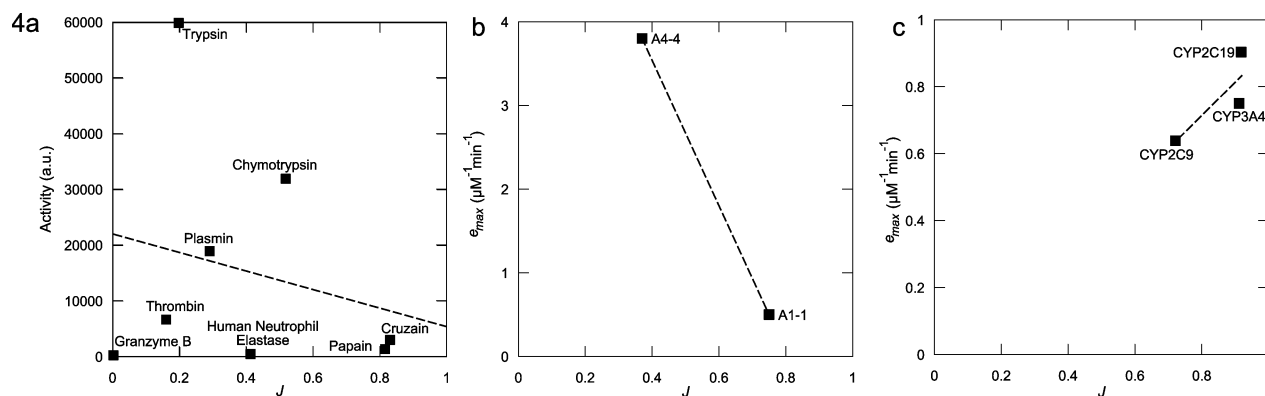 4a
60000
50000
40000
30000
20000
10000
0
Activity (a.u.)
Trypsin
Chymotrypsin
Plasmin
Thrombin
Granzyme B
Human Neutrophil
Elastase
Papain
Cruzain
0 0.2 0.4 0.6 0.8 1
J
b
4
3
2
1
0
e_max (µM⁻¹min⁻¹)
A4-4
A1-1
0 0.2 0.4 0.6 0.8 1
J
c
1
0.8
0.6
0.4
0.2
0
e_max (µM⁻¹min⁻¹)
CYP2C19
CYP3A4
CYP2C9
0 0.2 0.4 0.6 0.8
J